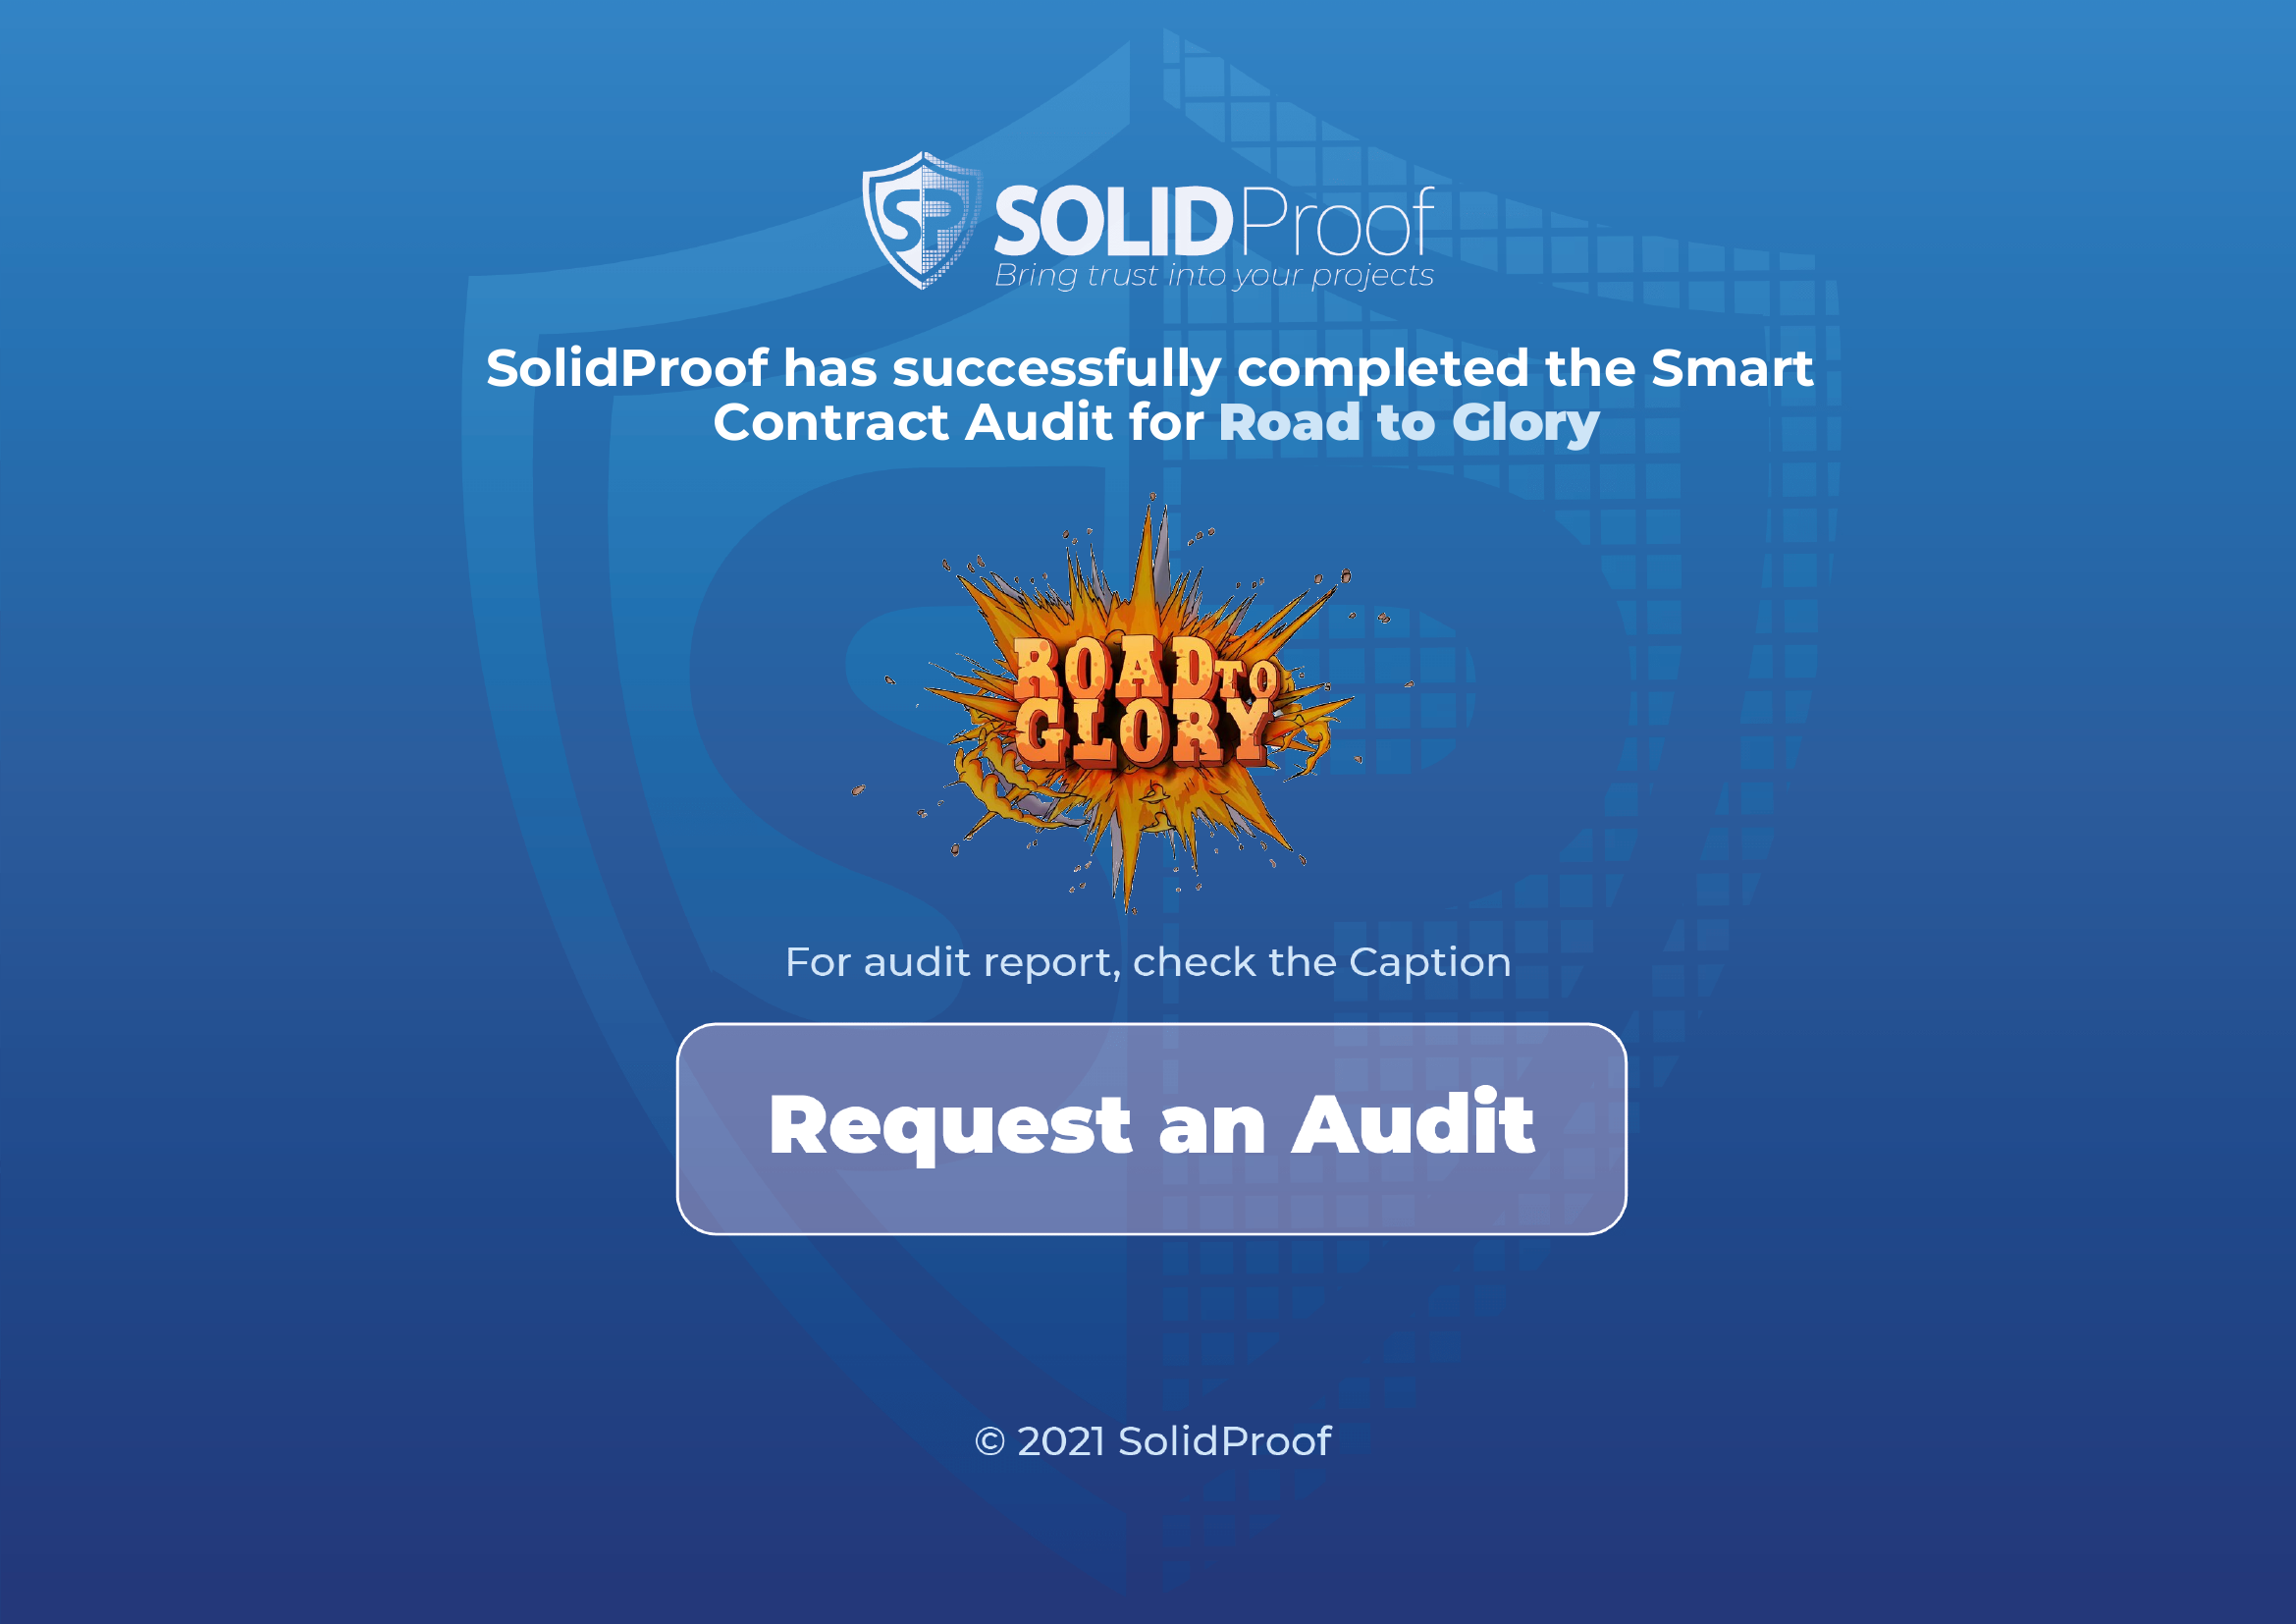 SP SOLIDProof
Bring trust into your projects
SolidProof has successfully completed the Smart
Contract Audit for Road to Glory
ROAD TO
GLORY
For audit report, check the Caption
Request an Audit
© 2021 SolidProof